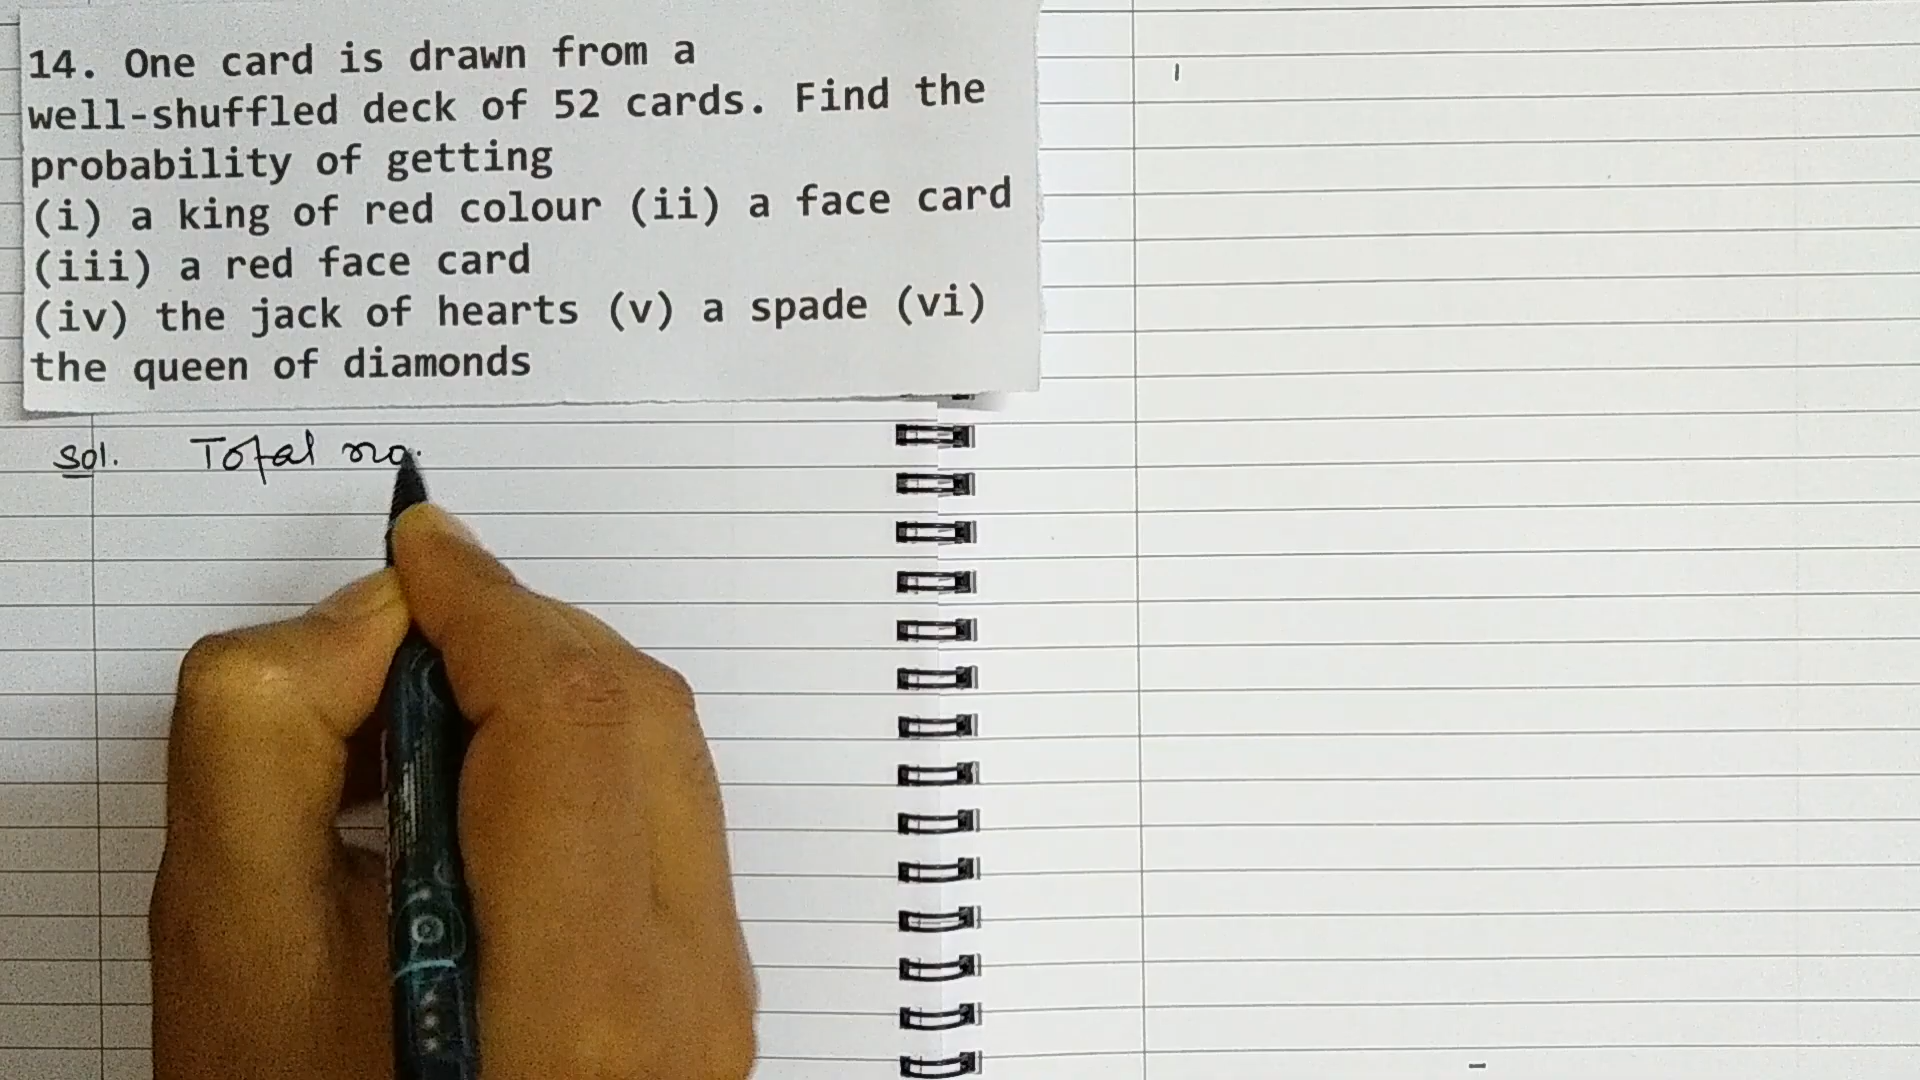 14. One card is drawn from a
well-shuffled deck of 52 cards. Find the
probability of getting
(i) a king of red colour (ii) a face card
(iii) a red face card
(iv) the jack of hearts (v) a spade (vi)
the queen of diamonds
Sol. Total no.